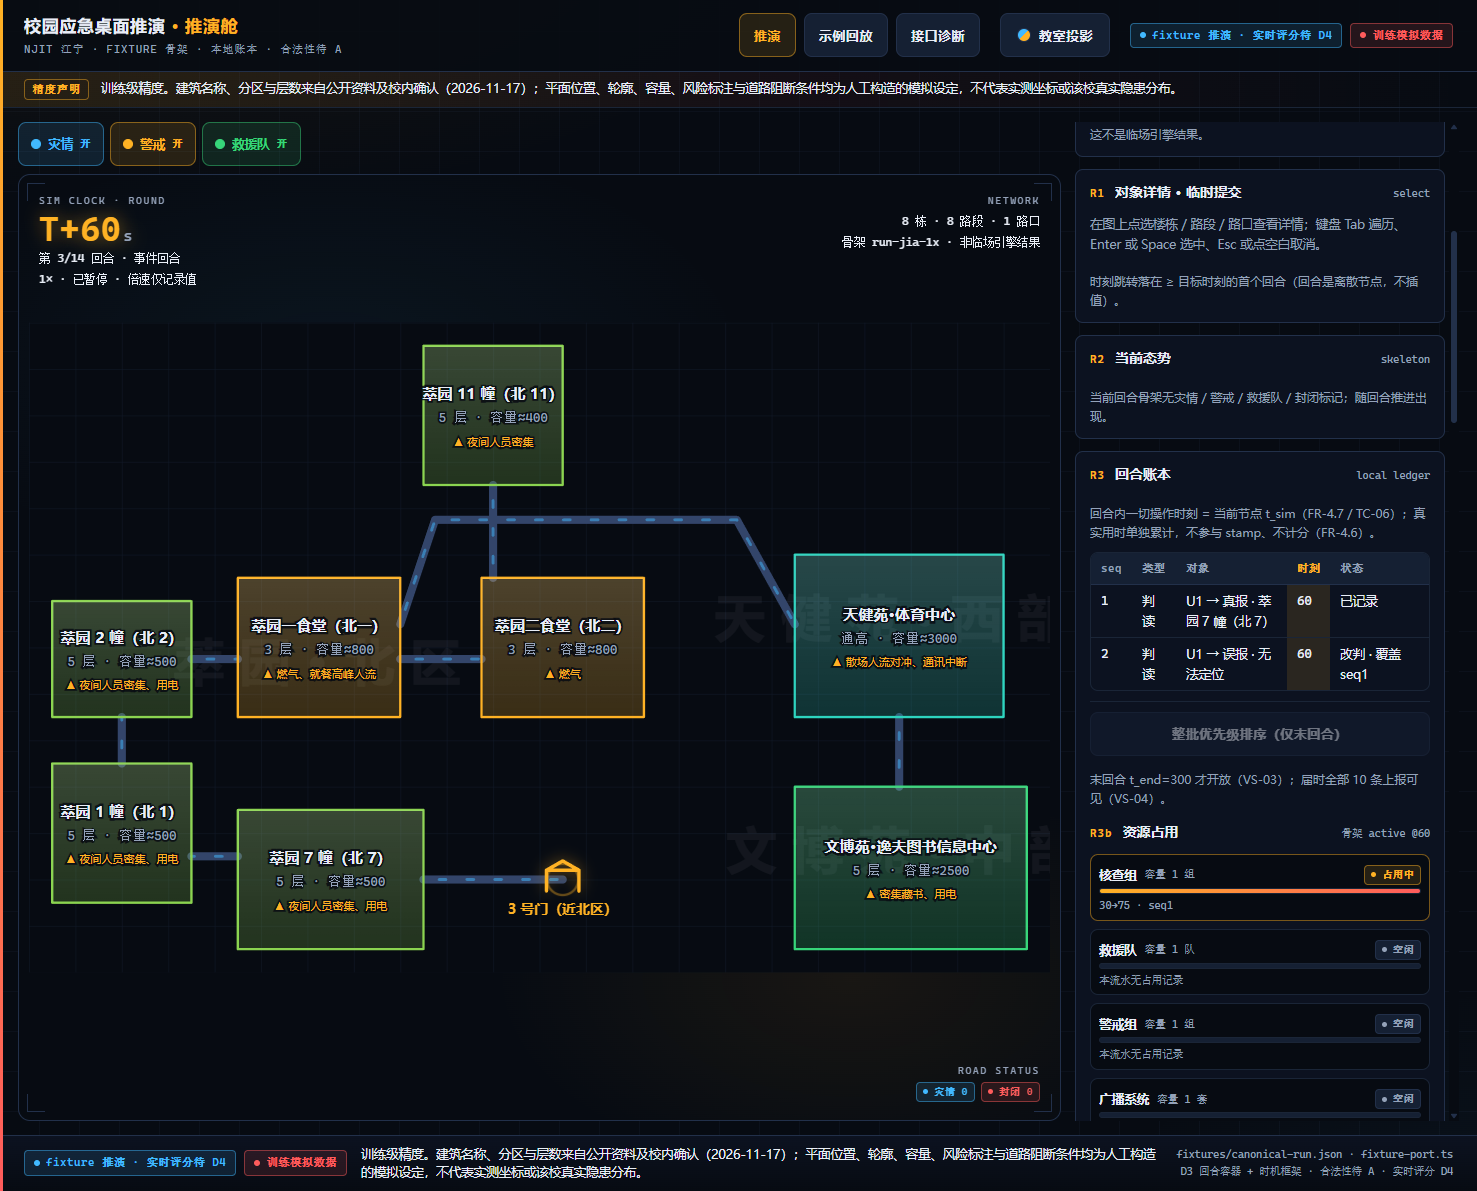 校园应急桌面推演 · 推演舱
NJIT 江宁 · FIXTURE 骨架 · 本地账本 · 合法性待 A
推演
示例回放
接口诊断
教室投影
fixture 推演 · 实时评分待 D4
训练模拟数据
精度声明
训练级精度。建筑名称、分区与层数来自公开资料及校内确认（2026-11-17）；平面位置、轮廓、容量、风险标注与道路阻断条件均为人工构造的模拟设定，不代表实测坐标或该校真实隐患分布。
灾情 开
警戒 开
救援队 开
SIM CLOCK · ROUND
T+60s
第 3/14 回合 · 事件回合
1× · 已暂停 · 倍速仅记录值
NETWORK
8 栋 · 8 路段 · 1 路口
骨架 run-jia-1x · 非临场引擎结果
萃园 11 幢（北 11）
5 层 · 容量≈400
▲ 夜间人员密集
萃园 2 幢（北 2）
5 层 · 容量≈500
▲ 夜间人员密集、用电
萃园一食堂（北一）
3 层 · 容量≈800
▲ 燃气、就餐高峰人流
萃园二食堂（北二）
3 层 · 容量≈800
▲ 燃气
天健苑·体育中心
通高 · 容量≈3000
▲ 散场人流对冲、通讯中断
萃园 1 幢（北 1）
5 层 · 容量≈500
▲ 夜间人员密集、用电
萃园 7 幢（北 7）
5 层 · 容量≈500
▲ 夜间人员密集、用电
3 号门（近北区）
文博苑·逸夫图书信息中心
5 层 · 容量≈2500
▲ 密集藏书、用电
ROAD STATUS
灾情 0
封闭 0
这不是临场引擎结果。
R1 对象详情 · 临时提交
select
在图上点选楼栋 / 路段 / 路口查看详情；键盘 Tab 遍历、
Enter 或 Space 选中、Esc 或点空白取消。
时刻跳转落在 ≥ 目标时刻的首个回合（回合是离散节点，不插
值）。
R2 当前态势
skeleton
当前回合骨架无灾情 / 警戒 / 救援队 / 封闭标记；随回合推进出
现。
R3 回合账本
local ledger
回合内一切操作时刻 = 当前节点 t_sim（FR-4.7 / TC-06）；真
实用时单独累计，不参与 stamp、不计分（FR-4.6）。
seq 类型 对象 时刻 状态
1 判读 U1 → 真报 · 萃园 7 幢（北 7） 60 已记录
2 判读 U1 → 误报 · 无法定位 60 改判 · 覆盖 seq1
整批优先级排序（仅末回合）
末回合 t_end=300 才开放（VS-03）；届时全部 10 条上报可
见（VS-04）。
R3b 资源占用
骨架 active @60
核查组 容量 1 组
占用中
30→75 · seq1
救援队 容量 1 队
空闲
本流水无占用记录
警戒组 容量 1 组
空闲
本流水无占用记录
广播系统 容量 1 套
空闲
fixture 推演 · 实时评分待 D4
训练模拟数据
训练级精度。建筑名称、分区与层数来自公开资料及校内确认（2026-11-17）；平面位置、轮廓、容量、风险标注与道路阻断条件均为人工构造
的模拟设定，不代表实测坐标或该校真实隐患分布。
fixtures/canonical-run.json · fixture-port.ts
D3 回合容器 + 时机框架 · 合法性待 A · 实时评分 D4